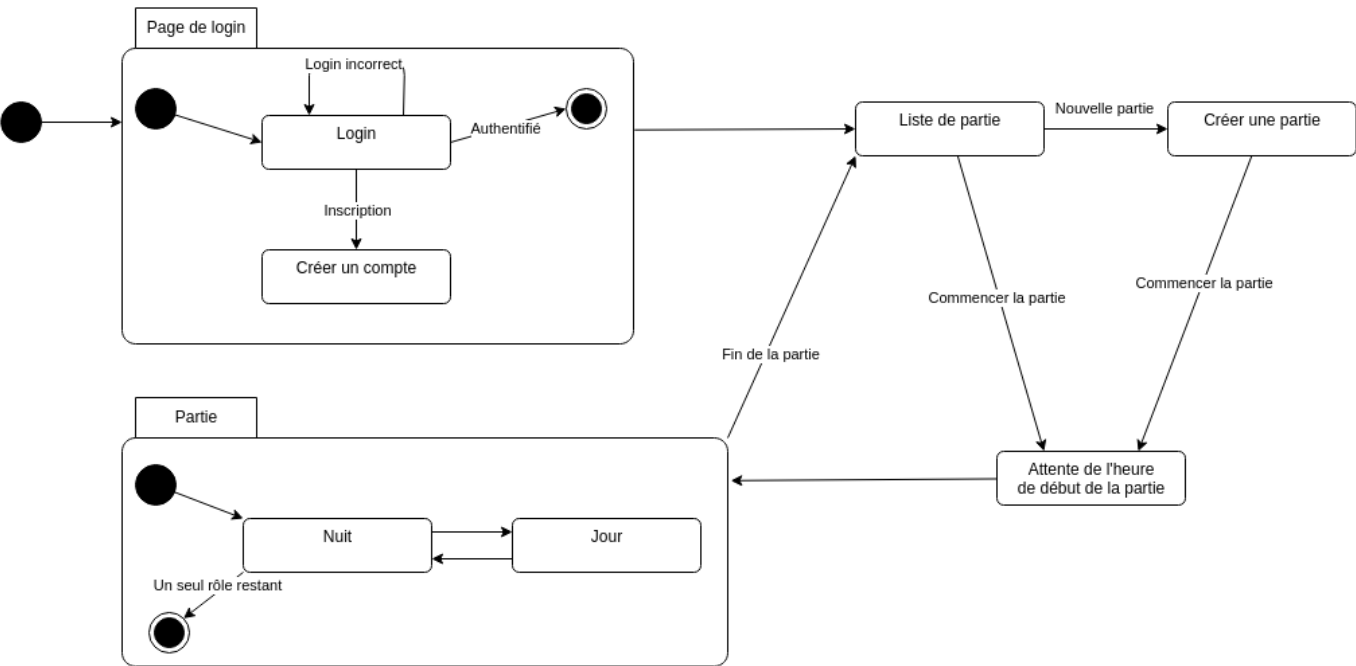 Page de login
Login incorrect
Login
Authentifié
Inscription
Créer un compte
Liste de partie
Nouvelle partie
Créer une partie
Commencer la partie
Commencer la partie
Fin de la partie
Attente de l'heure
de début de la partie
Partie
Nuit
Jour
Un seul rôle restant